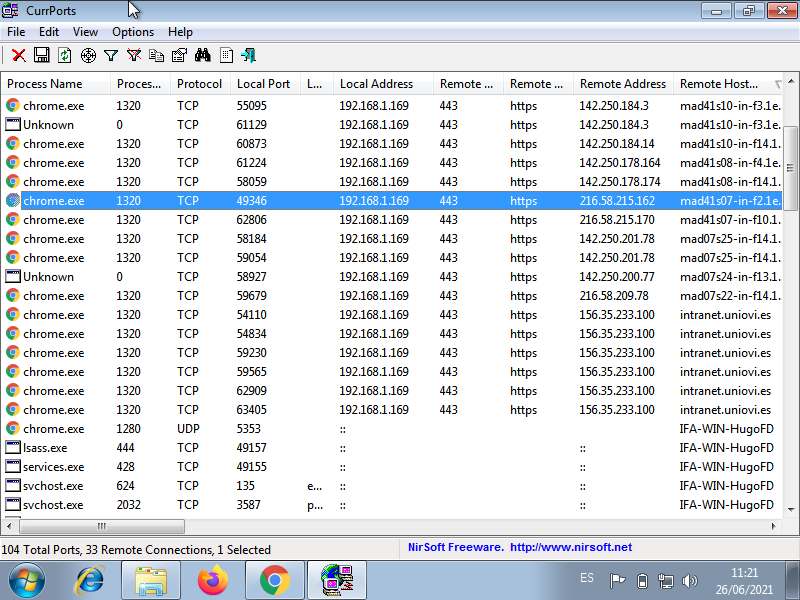 CurrPorts
File Edit View Options Help
Process Name Proces... Protocol Local Port L... Local Address Remote ... Remote ... Remote Address Remote Host...
chrome.exe 1320 TCP 55095 192.168.1.169 443 https 142.250.184.3 mad41s10-in-f3.1e.
Unknown 0 TCP 61129 192.168.1.169 443 https 142.250.184.3 mad41s10-in-f3.1e.
chrome.exe 1320 TCP 60873 192.168.1.169 443 https 142.250.184.14 mad41s10-in-f14.1.
chrome.exe 1320 TCP 61224 192.168.1.169 443 https 142.250.178.164 mad41s08-in-f4.1e.
chrome.exe 1320 TCP 58059 192.168.1.169 443 https 142.250.178.174 mad41s08-in-f14.1.
chrome.exe 1320 TCP 49346 192.168.1.169 443 https 216.58.215.162 mad41s07-in-f2.1e.
chrome.exe 1320 TCP 62806 192.168.1.169 443 https 216.58.215.170 mad41s07-in-f10.1.
chrome.exe 1320 TCP 58184 192.168.1.169 443 https 142.250.201.78 mad07s25-in-f14.1.
chrome.exe 1320 TCP 59054 192.168.1.169 443 https 142.250.201.78 mad07s25-in-f14.1.
Unknown 0 TCP 58927 192.168.1.169 443 https 142.250.200.77 mad07s24-in-f13.1.
chrome.exe 1320 TCP 59679 192.168.1.169 443 https 216.58.209.78 mad07s22-in-f14.1.
chrome.exe 1320 TCP 54110 192.168.1.169 443 https 156.35.233.100 intranet.uniovi.es
chrome.exe 1320 TCP 54834 192.168.1.169 443 https 156.35.233.100 intranet.uniovi.es
chrome.exe 1320 TCP 59230 192.168.1.169 443 https 156.35.233.100 intranet.uniovi.es
chrome.exe 1320 TCP 59565 192.168.1.169 443 https 156.35.233.100 intranet.uniovi.es
chrome.exe 1320 TCP 62909 192.168.1.169 443 https 156.35.233.100 intranet.uniovi.es
chrome.exe 1320 TCP 63405 192.168.1.169 443 https 156.35.233.100 intranet.uniovi.es
chrome.exe 1280 UDP 5353 :: IFA-WIN-HugoFD
lsass.exe 444 TCP 49157 :: :: IFA-WIN-HugoFD
services.exe 428 TCP 49155 :: :: IFA-WIN-HugoFD
svchost.exe 624 TCP 135 e... :: :: IFA-WIN-HugoFD
svchost.exe 2032 TCP 3587 p... :: :: IFA-WIN-HugoFD
104 Total Ports, 33 Remote Connections, 1 Selected NirSoft Freeware. http://www.nirsoft.net
ES 11:21
26/06/2021